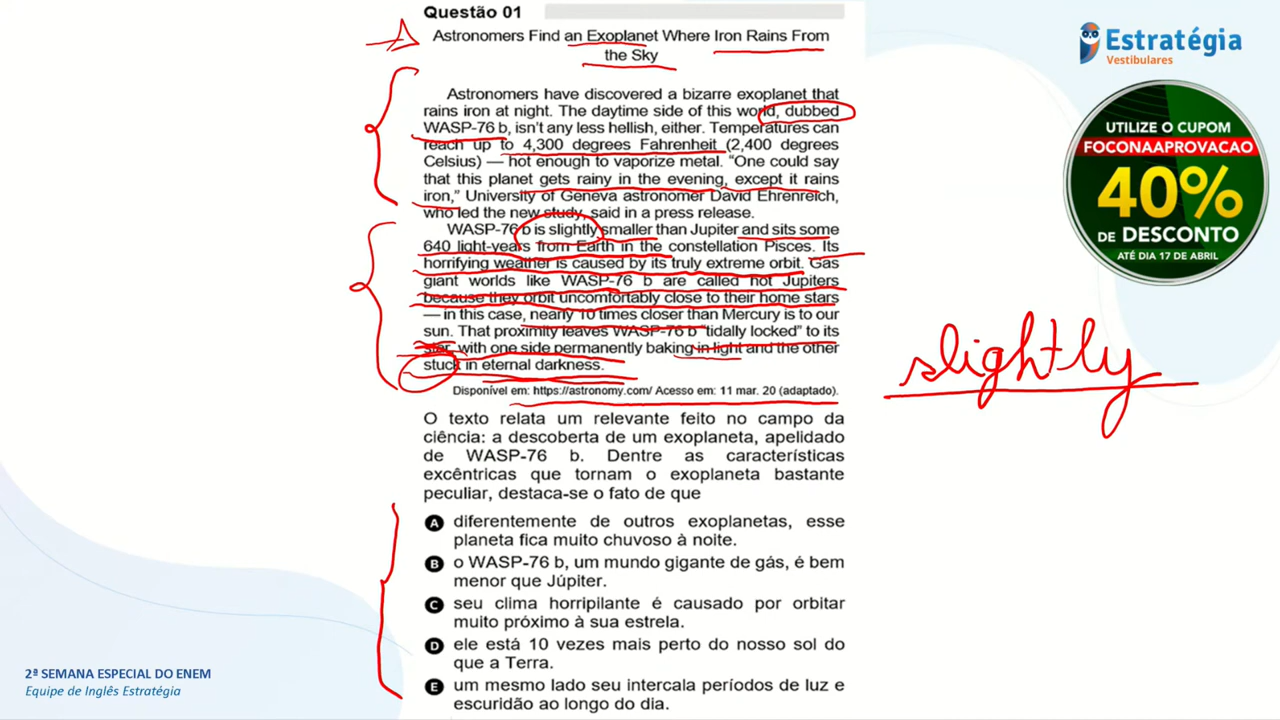 Questão 01
Astronomers Find an Exoplanet Where Iron Rains From
the Sky
Astronomers have discovered a bizarre exoplanet that
rains iron at night. The daytime side of this world, dubbed
WASP-76 b, isn't any less hellish, either. Temperatures can
reach up to 4,300 degrees Fahrenheit (2,400 degrees
Celsius) — hot enough to vaporize metal. “One could say
that this planet gets rainy in the evening, except it rains
iron,” University of Geneva astronomer David Ehrenreich,
who led the new study, said in a press release.
WASP-76 b is slightly smaller than Jupiter and sits some
640 light-years from Earth in the constellation Pisces. Its
horrifying weather is caused by its truly extreme orbit. Gas
giant worlds like WASP-76 b are called hot Jupiters
because they orbit uncomfortably close to their home stars
— in this case, nearly 10 times closer than Mercury is to our
sun. That proximity leaves WASP-76 b “tidally locked” to its
star, with one side permanently baking in light and the other
stuck in eternal darkness.
Disponível em: https://astronomy.com/ Acesso em: 11 mar. 20 (adaptado).
O texto relata um relevante feito no campo da
ciência: a descoberta de um exoplaneta, apelidado
de WASP-76 b. Dentre as características
excêntricas que tornam o exoplaneta bastante
peculiar, destaca-se o fato de que
A diferentemente de outros exoplanetas, esse
planeta fica muito chuvoso à noite.
B o WASP-76 b, um mundo gigante de gás, é bem
menor que Júpiter.
C seu clima horripilante é causado por orbitar
muito próximo à sua estrela.
D ele está 10 vezes mais perto do nosso sol do
que a Terra.
E um mesmo lado seu intercala períodos de luz e
escuridão ao longo do dia.
Estratégia
Vestibulares
UTILIZE O CUPOM
FOCONAAPROVACAO
40%
DE DESCONTO
ATÉ DIA 17 DE ABRIL
slightly
2ª SEMANA ESPECIAL DO ENEM
Equipe de Inglês Estratégia